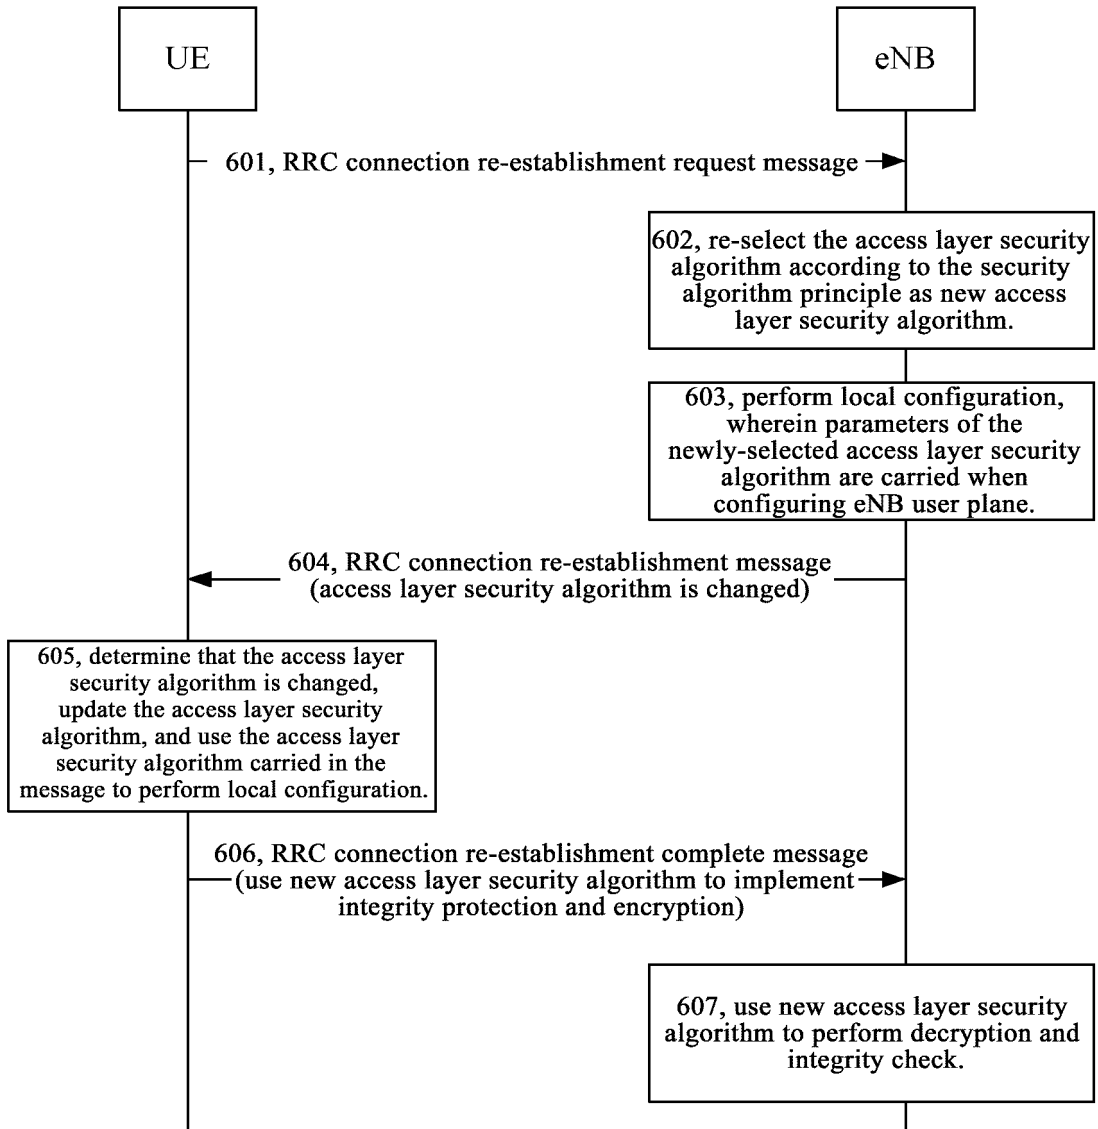 UE
eNB
601, RRC connection re-establishment request message
602, re-select the access layer security
algorithm according to the security
algorithm principle as new access
layer security algorithm.
603, perform local configuration,
wherein parameters of the
newly-selected access layer security
algorithm are carried when
configuring eNB user plane.
604, RRC connection re-establishment message
(access layer security algorithm is changed)
605, determine that the access layer
security algorithm is changed,
update the access layer security
algorithm, and use the access layer
security algorithm carried in the
message to perform local configuration.
606, RRC connection re-establishment complete message
(use new access layer security algorithm to implement
integrity protection and encryption)
607, use new access layer security
algorithm to perform decryption and
integrity check.